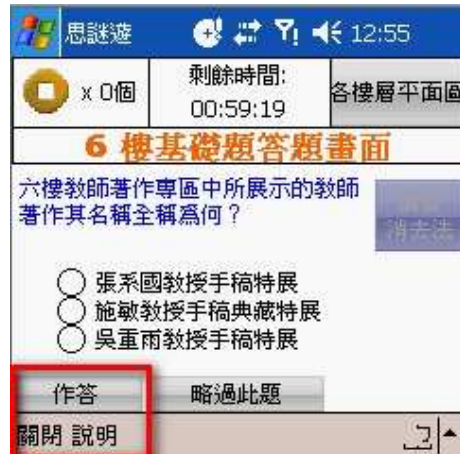 思謎遊 12:55
x 0個
剩餘時間:
00:59:19
各樓層平面圖
6 樓基礎題答題畫面
六樓教師著作專區中所展示的教師
著作其名稱全稱為何？
消去法
張系國教授手稿特展
施敏教授手稿典藏特展
吳重雨教授手稿特展
作答
略過此題
關閉 說明